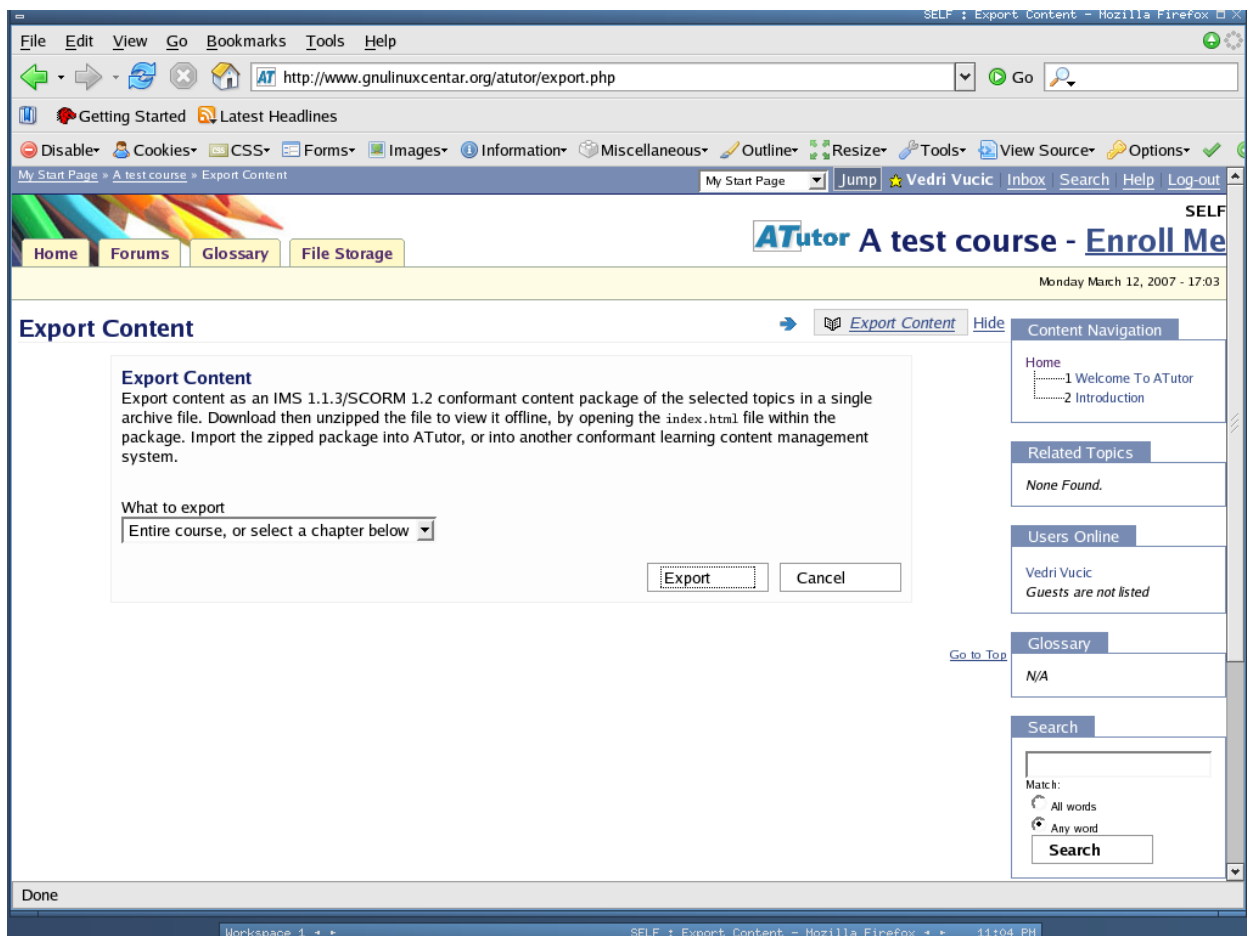 SELF : Export Content - Mozilla Firefox
File Edit View Go Bookmarks Tools Help
AT http://www.gnulinuxcentar.org/atutor/export.php Go
Getting Started Latest Headlines
Disable Cookies CSS Forms Images Information Miscellaneous Outline Resize Tools View Source Options
My Start Page » A test course » Export Content
My Start Page Jump Vedri Vucic | Inbox | Search | Help | Log-out
SELF
Home Forums Glossary File Storage
ATutor A test course - Enroll Me
Monday March 12, 2007 - 17:03
Export Content
Export Content Hide
Export Content
Export content as an IMS 1.1.3/SCORM 1.2 conformant content package of the selected topics in a single
archive file. Download then unzipped the file to view it offline, by opening the index.html file within the
package. Import the zipped package into ATutor, or into another conformant learning content management
system.
What to export
Entire course, or select a chapter below
Export Cancel
Go to Top
Content Navigation
Home
1 Welcome To ATutor
2 Introduction
Related Topics
None Found.
Users Online
Vedri Vucic
Guests are not listed
Glossary
N/A
Search
Match:
All words
Any word
Search
Done
Workspace 1 SELF : Export Content - Mozilla Firefox 11:04 PM